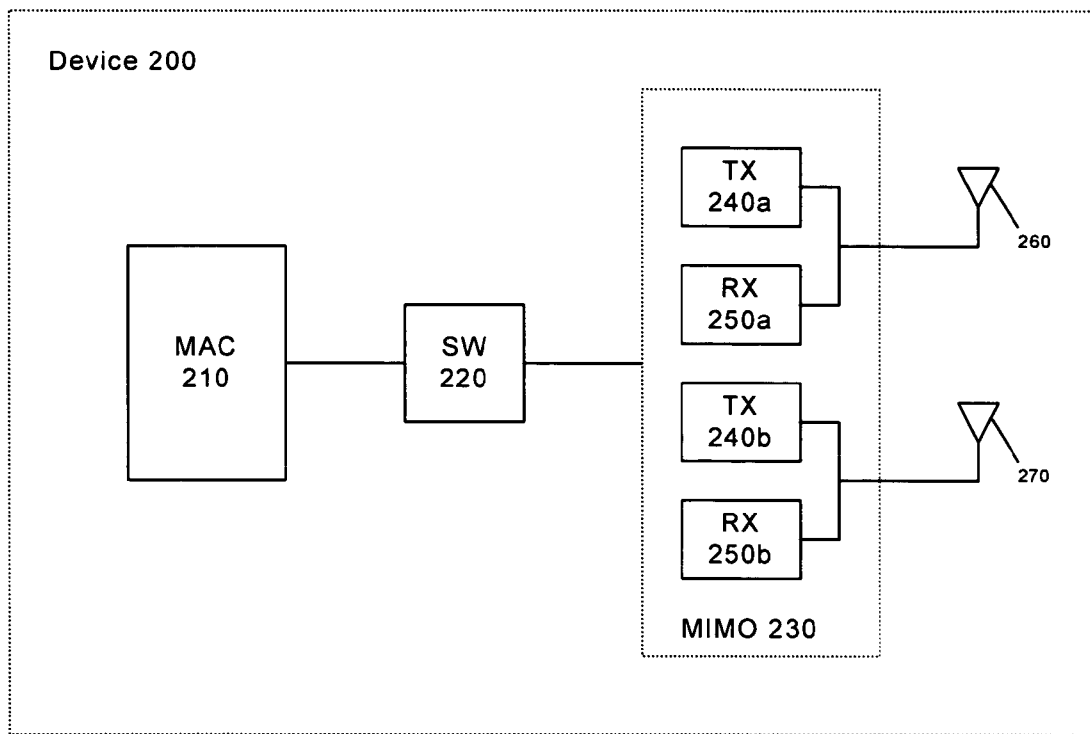 Device 200
MAC
210
SW
220
TX
240a
RX
250a
TX
240b
RX
250b
MIMO 230
260
270